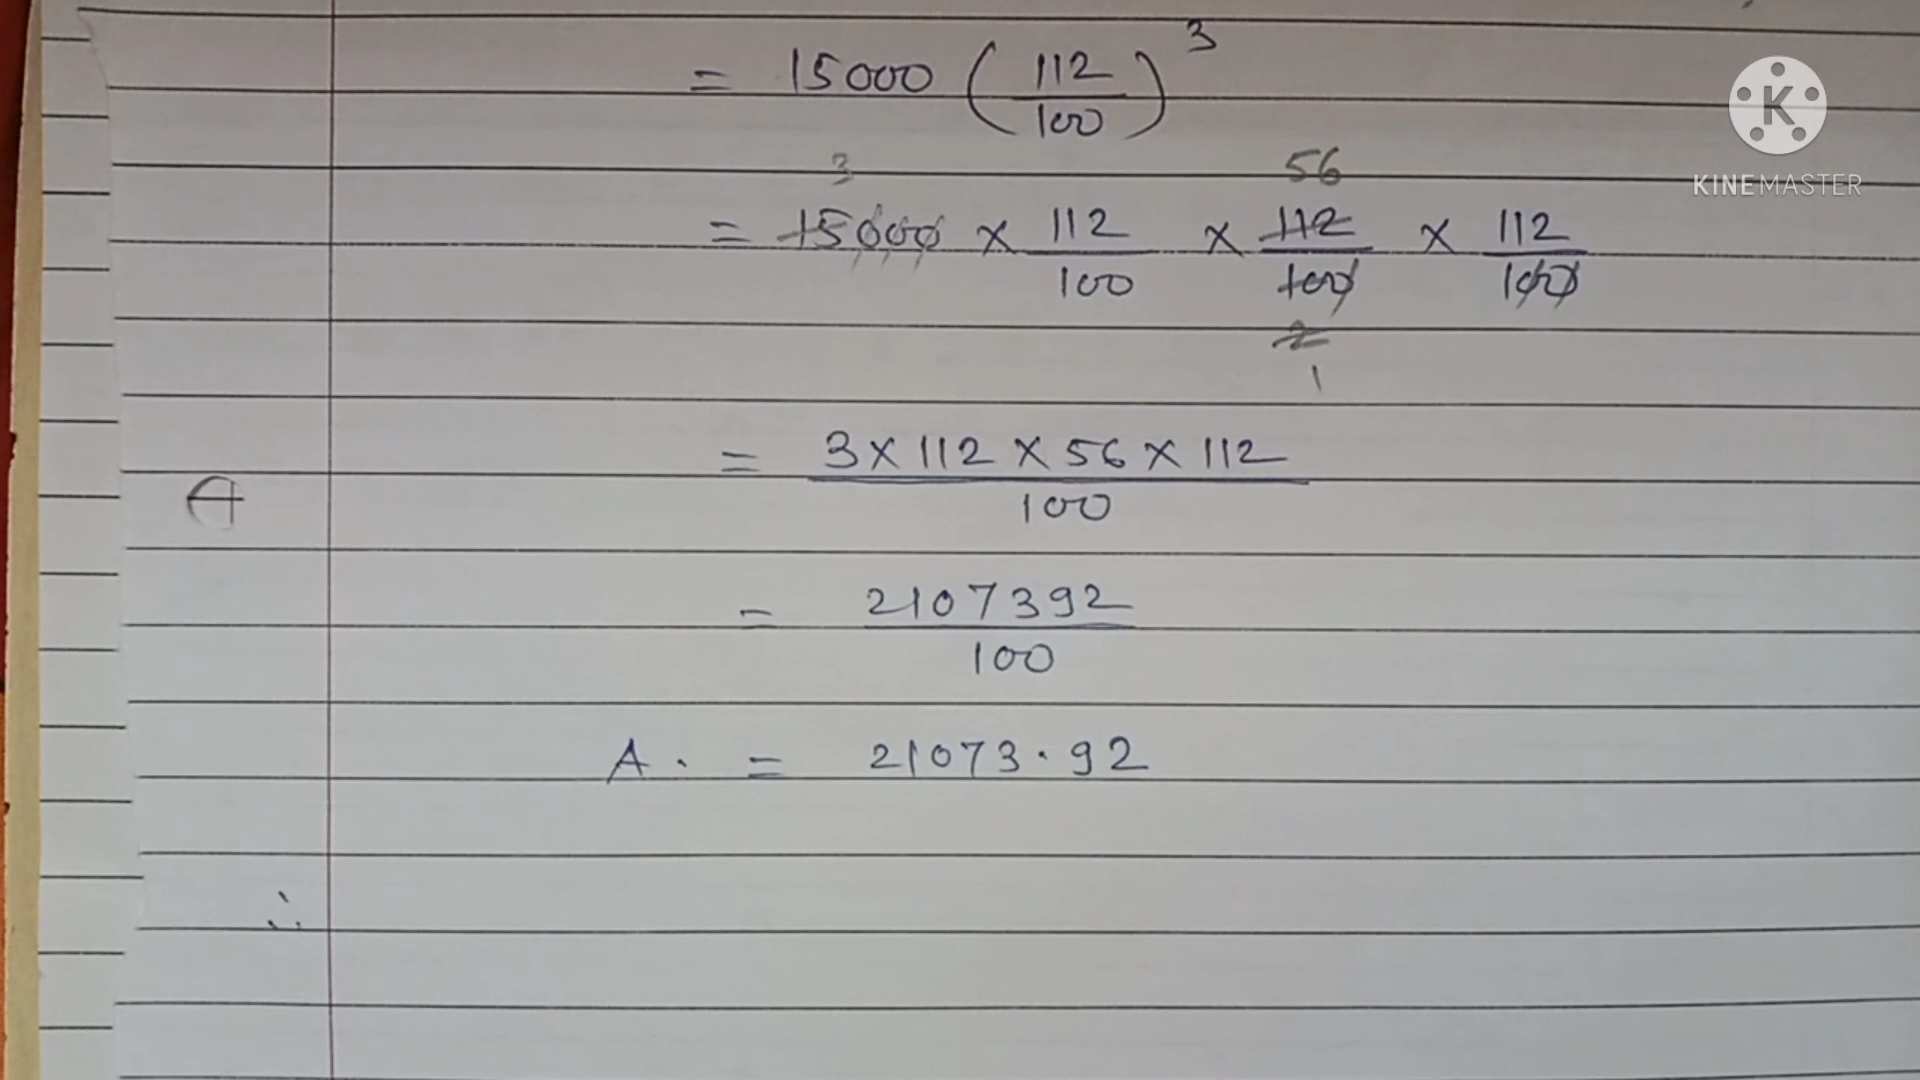 = 15000 ( 112 / 100 )³
3 56
= 15000 × 112/100 × 112/100 × 112/100
2
1
= 3 × 112 × 56 × 112 / 100
A
= 2107392 / 100
A. = 21073.92
∴
K
KINEMASTER